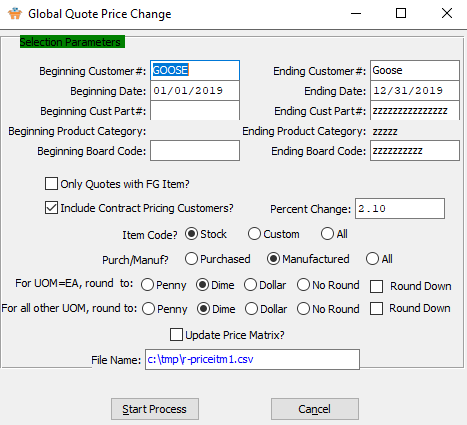 Global Quote Price Change
Selection Parameters
Beginning Customer#: GOOSE Ending Customer#: Goose
Beginning Date: 01/01/2019 Ending Date: 12/31/2019
Beginning Cust Part#: Ending Cust Part#: zzzzzzzzzzzzzzz
Beginning Product Category: Ending Product Category: zzzzz
Beginning Board Code: Ending Board Code: zzzzzzzzzz
Only Quotes with FG Item?
Include Contract Pricing Customers? Percent Change: 2.10
Item Code? Stock Custom All
Purch/Manuf? Purchased Manufactured All
For UOM=EA, round to: Penny Dime Dollar No Round Round Down
For all other UOM, round to: Penny Dime Dollar No Round Round Down
Update Price Matrix?
File Name: c:\tmp\r-priceitm1.csv
Start Process Cancel